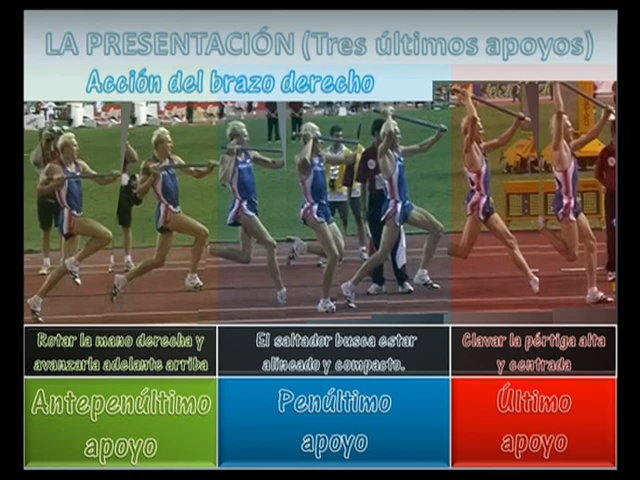 LA PRESENTACIÓN (Tres últimos apoyos)
Acción del brazo derecho
Rotar la mano derecha y
avanzarla adelante arriba
El saltador busca estar
alineado y compacto.
Clavar la pértiga alta
y centrada
Antepenúltimo
apoyo
Penúltimo
apoyo
Último
apoyo